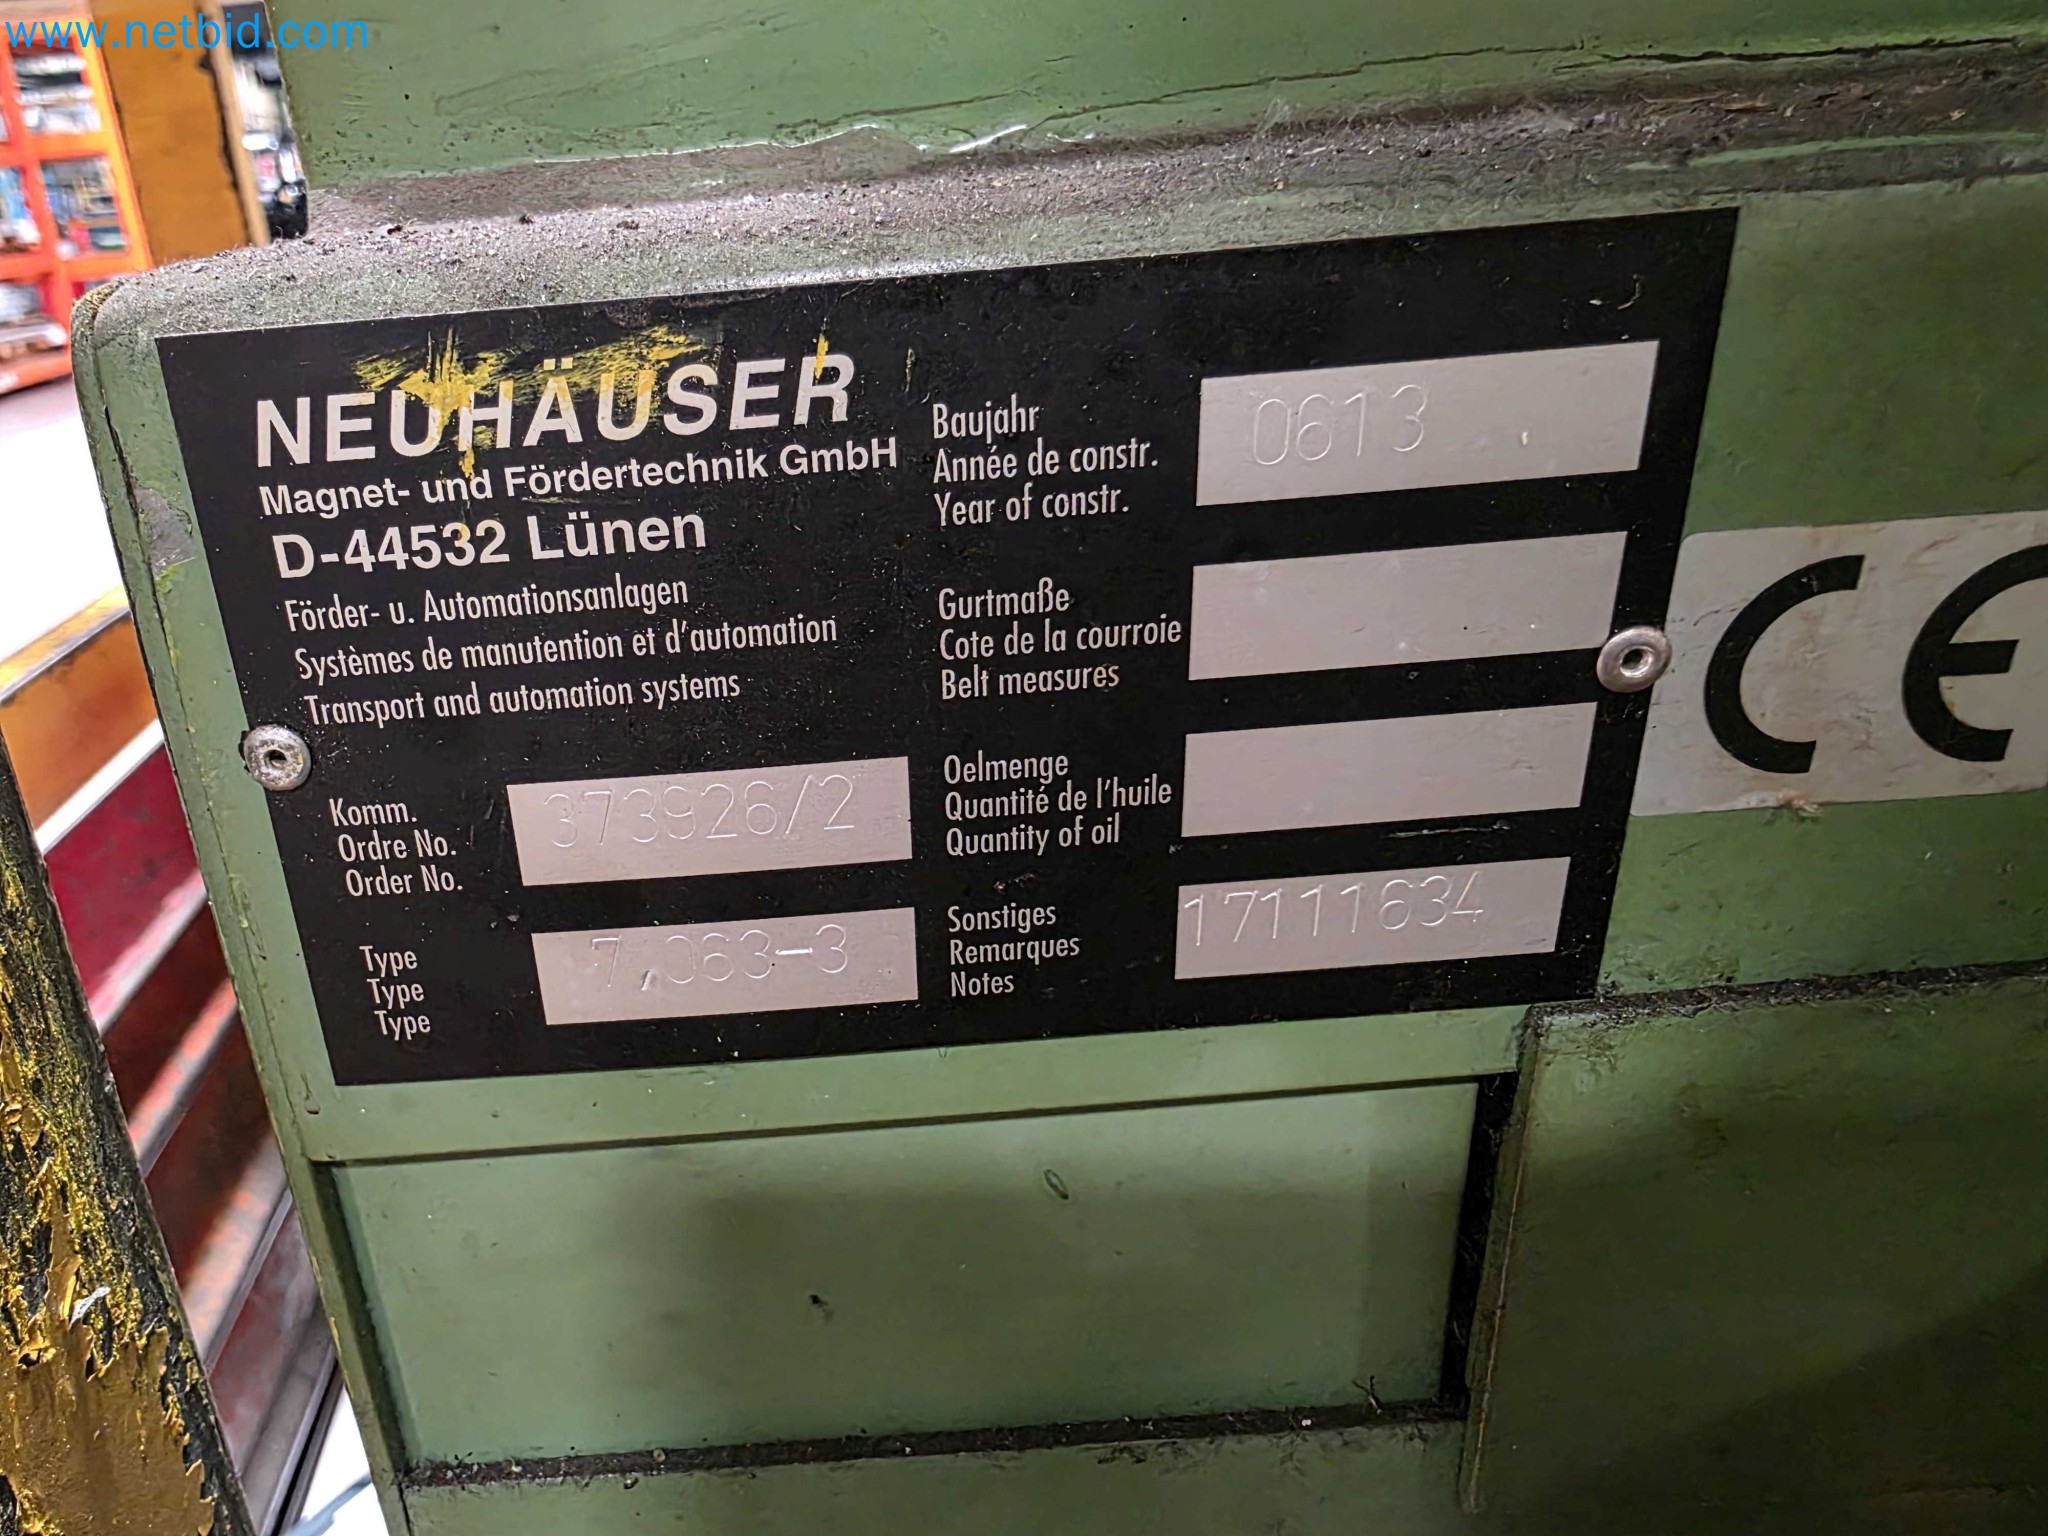 www.netbid.com
NEUHÄUSER
Magnet- und Fördertechnik GmbH
D-44532 Lünen
Förder- u. Automationsanlagen
Systèmes de manutention et d'automation
Transport and automation systems
Komm.
Ordre No.
Order No.
373926/2
Type
Type
Type
7,063-3
Baujahr
Année de constr.
Year of constr.
0613
Gurtmaße
Cote de la courroie
Belt measures
Oelmenge
Quantité de l'huile
Quantity of oil
Sonstiges
Remarques
Notes
17111634
CE